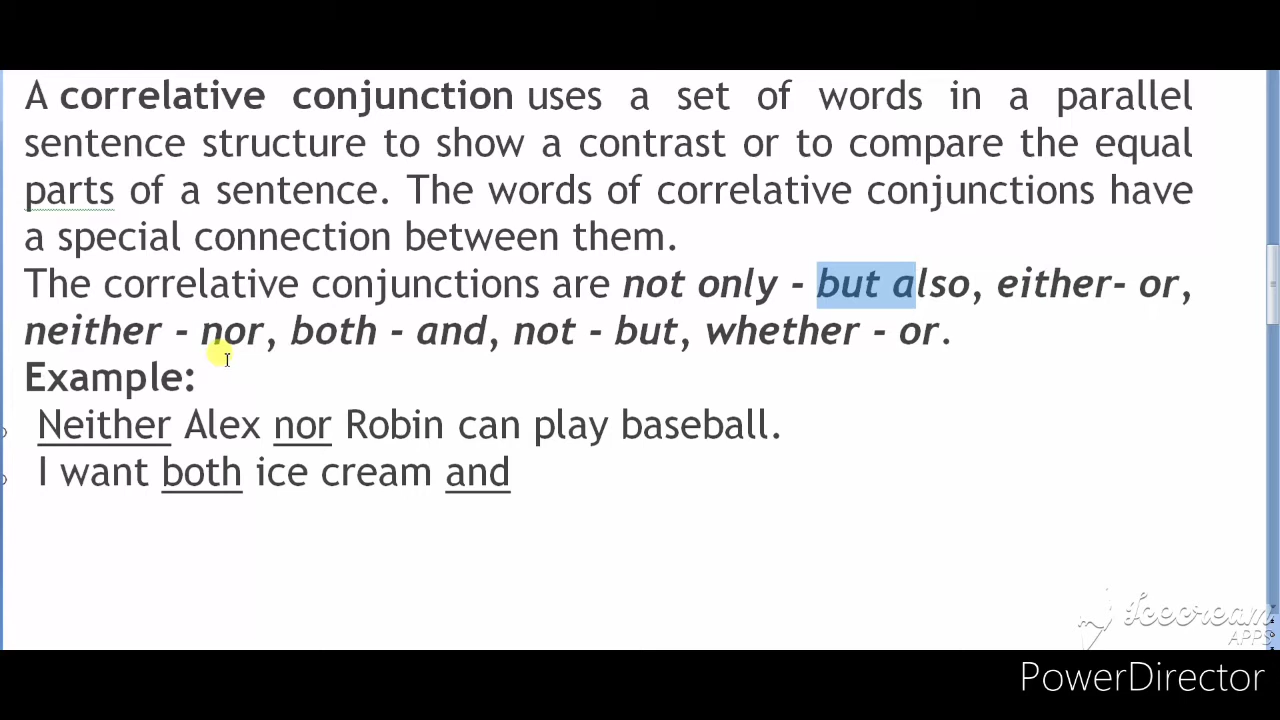 A correlative conjunction uses a set of words in a parallel
sentence structure to show a contrast or to compare the equal
parts of a sentence. The words of correlative conjunctions have
a special connection between them.
The correlative conjunctions are not only - but also, either- or,
neither - nor, both - and, not - but, whether - or.
Example:
Neither Alex nor Robin can play baseball.
I want both ice cream and
Icecream
APPS
PowerDirector